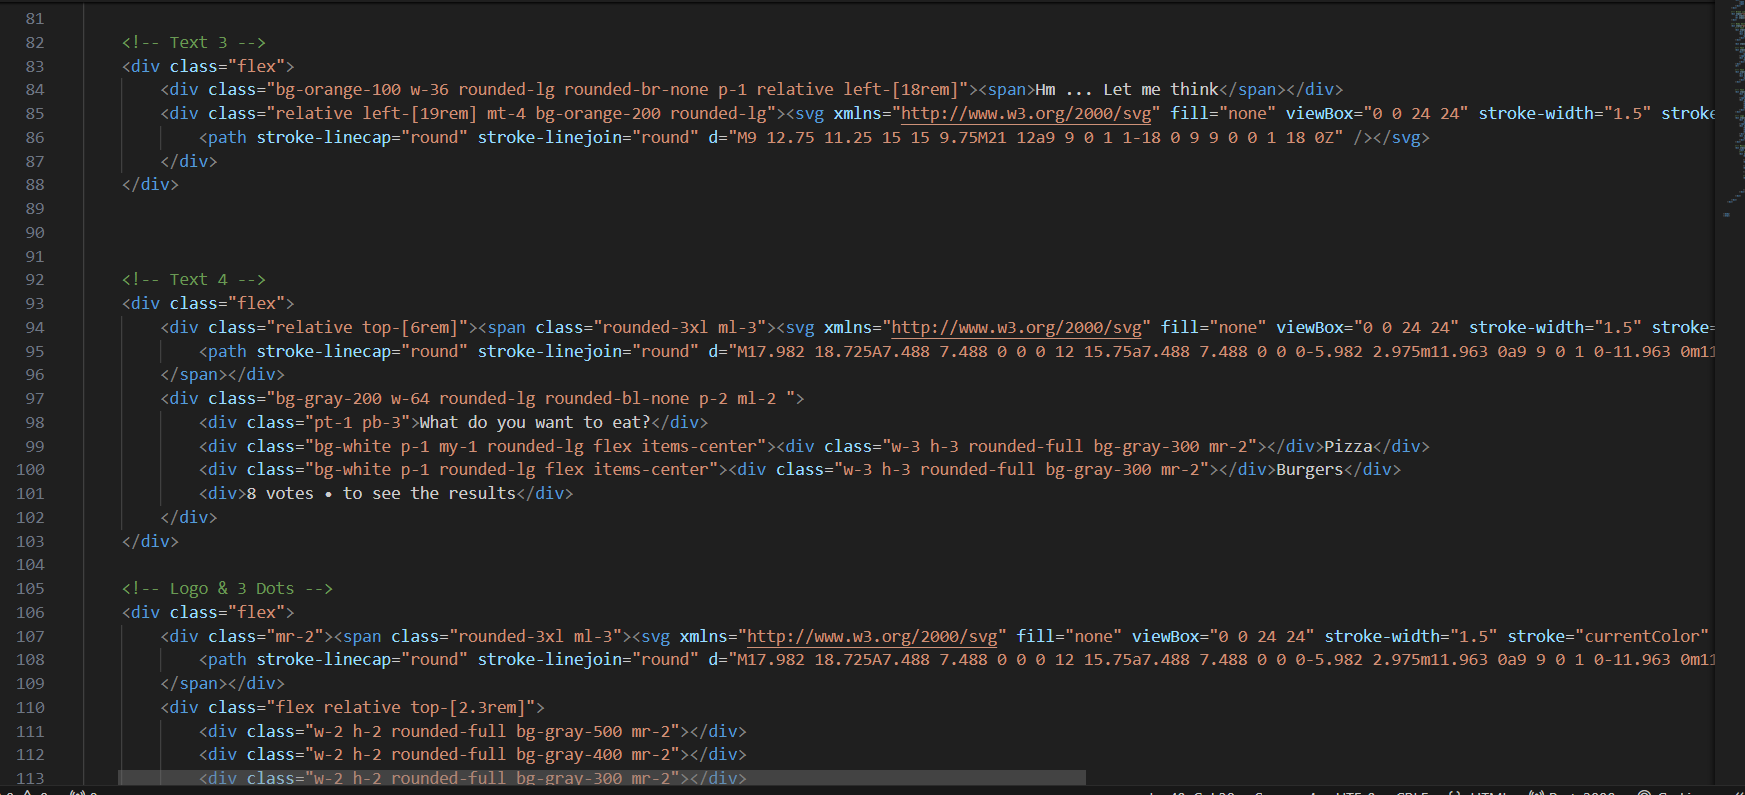 81
82 <!-- Text 3 -->
83 <div class="flex">
84 <div class="bg-orange-100 w-36 rounded-lg rounded-br-none p-1 relative left-[18rem]"><span>Hm ... Let me think</span></div>
85 <div class="relative left-[19rem] mt-4 bg-orange-200 rounded-lg"><svg xmlns="http://www.w3.org/2000/svg" fill="none" viewBox="0 0 24 24" stroke-width="1.5" stroke
86 <path stroke-linecap="round" stroke-linejoin="round" d="M9 12.75 11.25 15 15 9.75M21 12a9 9 0 1 1-18 0 9 9 0 0 1 18 0Z" /></svg>
87 </div>
88 </div>
89
90
91
92 <!-- Text 4 -->
93 <div class="flex">
94 <div class="relative top-[6rem]"><span class="rounded-3xl ml-3"><svg xmlns="http://www.w3.org/2000/svg" fill="none" viewBox="0 0 24 24" stroke-width="1.5" stroke=
95 <path stroke-linecap="round" stroke-linejoin="round" d="M17.982 18.725A7.488 7.488 0 0 0 12 15.75a7.488 7.488 0 0 0-5.982 2.975m11.963 0a9 9 0 1 0-11.963 0m11
96 </span></div>
97 <div class="bg-gray-200 w-64 rounded-lg rounded-bl-none p-2 ml-2 ">
98 <div class="pt-1 pb-3">What do you want to eat?</div>
99 <div class="bg-white p-1 my-1 rounded-lg flex items-center"><div class="w-3 h-3 rounded-full bg-gray-300 mr-2"></div>Pizza</div>
100 <div class="bg-white p-1 rounded-lg flex items-center"><div class="w-3 h-3 rounded-full bg-gray-300 mr-2"></div>Burgers</div>
101 <div>8 votes • to see the results</div>
102 </div>
103 </div>
104
105 <!-- Logo & 3 Dots -->
106 <div class="flex">
107 <div class="mr-2"><span class="rounded-3xl ml-3"><svg xmlns="http://www.w3.org/2000/svg" fill="none" viewBox="0 0 24 24" stroke-width="1.5" stroke="currentColor"
108 <path stroke-linecap="round" stroke-linejoin="round" d="M17.982 18.725A7.488 7.488 0 0 0 12 15.75a7.488 7.488 0 0 0-5.982 2.975m11.963 0a9 9 0 1 0-11.963 0m11
109 </span></div>
110 <div class="flex relative top-[2.3rem]">
111 <div class="w-2 h-2 rounded-full bg-gray-500 mr-2"></div>
112 <div class="w-2 h-2 rounded-full bg-gray-400 mr-2"></div>
113 <div class="w-2 h-2 rounded-full bg-gray-300 mr-2"></div>